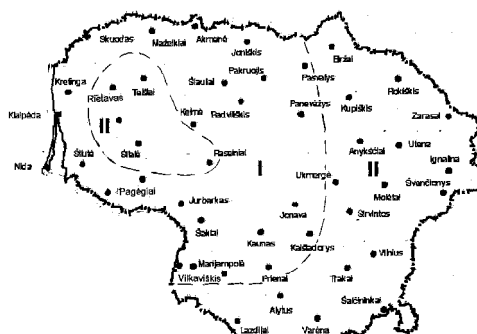 Skuodas
Mažeikiai
Akmenė
Joniškis
Biržai
Kretinga
Rietavas
Telšiai
Šiauliai
Pakruojis
Pasvalys
Rokiškis
Klaipėda
Kelmė
Radviliškis
Panevėžys
Kupiškis
Zarasai
II
Šilutė
Šilalė
Raseiniai
I
Anykščiai
II
Utena
Ignalina
Nida
Pagėgiai
Ukmergė
Molėtai
Švenčionys
Jurbarkas
Jonava
Širvintos
Šakiai
Kaunas
Kaišiadorys
Vilnius
Vilkaviškis
Marijampolė
Prienai
Trakai
Alytus
Šalčininkai
Lazdijai
Varėna